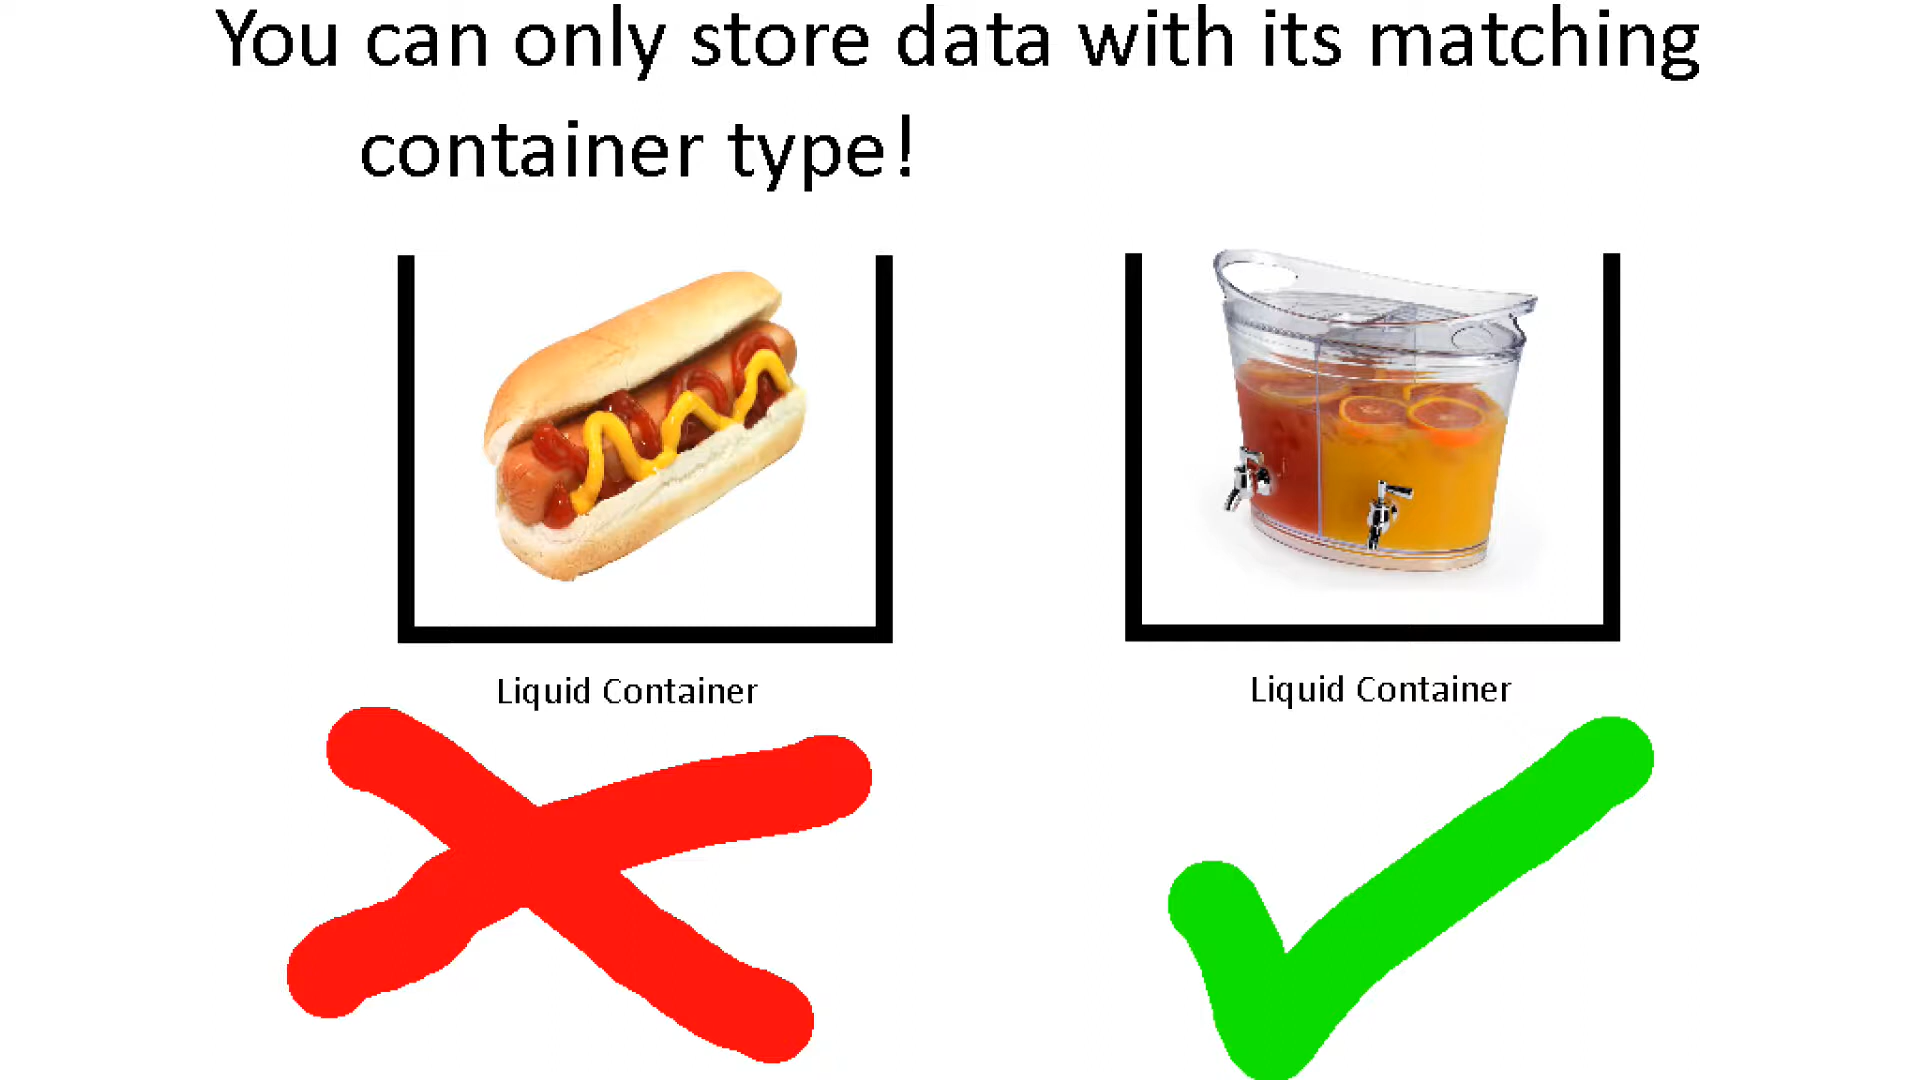 You can only store data with its matching
container type!
Liquid Container
Liquid Container